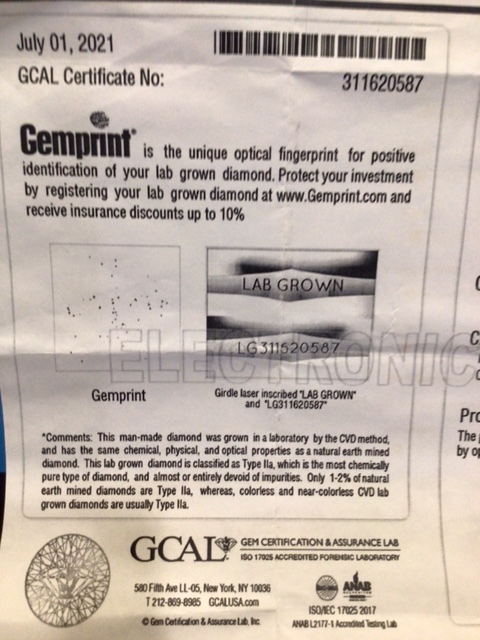 July 01, 2021
GCAL Certificate No:
311620587
Gemprint® is the unique optical fingerprint for positive
identification of your lab grown diamond. Protect your investment
by registering your lab grown diamond at www.Gemprint.com and
receive insurance discounts up to 10%
LAB GROWN
LG311620587
ELECTRONIC
Gemprint
Girdle laser inscribed "LAB GROWN"
and "LG311620587"
*Comments: This man-made diamond was grown in a laboratory by the CVD method,
and has the same chemical, physical, and optical properties as a natural earth mined
diamond. This lab grown diamond is classified as Type IIa, which is the most chemically
pure type of diamond, and almost or entirely devoid of impurities. Only 1-2% of natural
earth mined diamonds are Type IIa, whereas, colorless and near-colorless CVD lab
grown diamonds are usually Type IIa.
GCAL
GEM CERTIFICATION & ASSURANCE LAB
ISO 17025 ACCREDITED FORENSIC LABORATORY
580 Fifth Ave LL-05, New York, NY 10036
T 212-869-8985 GCALUSA.com
© Gem Certification & Assurance Lab, Inc.
ANAB
ISO/IEC 17025 2017
ANAB L2177-1 Accredited Testing Lab
Pro
The
by